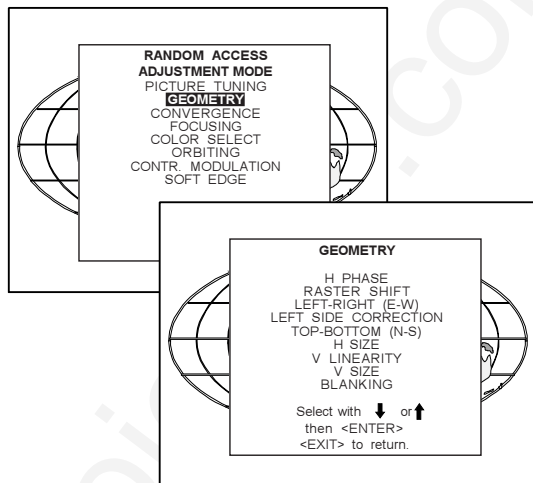 RANDOM ACCESS
ADJUSTMENT MODE
PICTURE TUNING
GEOMETRY
CONVERGENCE
FOCUSING
COLOR SELECT
ORBITING
CONTR. MODULATION
SOFT EDGE
GEOMETRY
H PHASE
RASTER SHIFT
LEFT-RIGHT (E-W)
LEFT SIDE CORRECTION
TOP-BOTTOM (N-S)
H SIZE
V LINEARITY
V SIZE
BLANKING
Select with ⬇ or ⬆
then <ENTER>
<EXIT> to return.